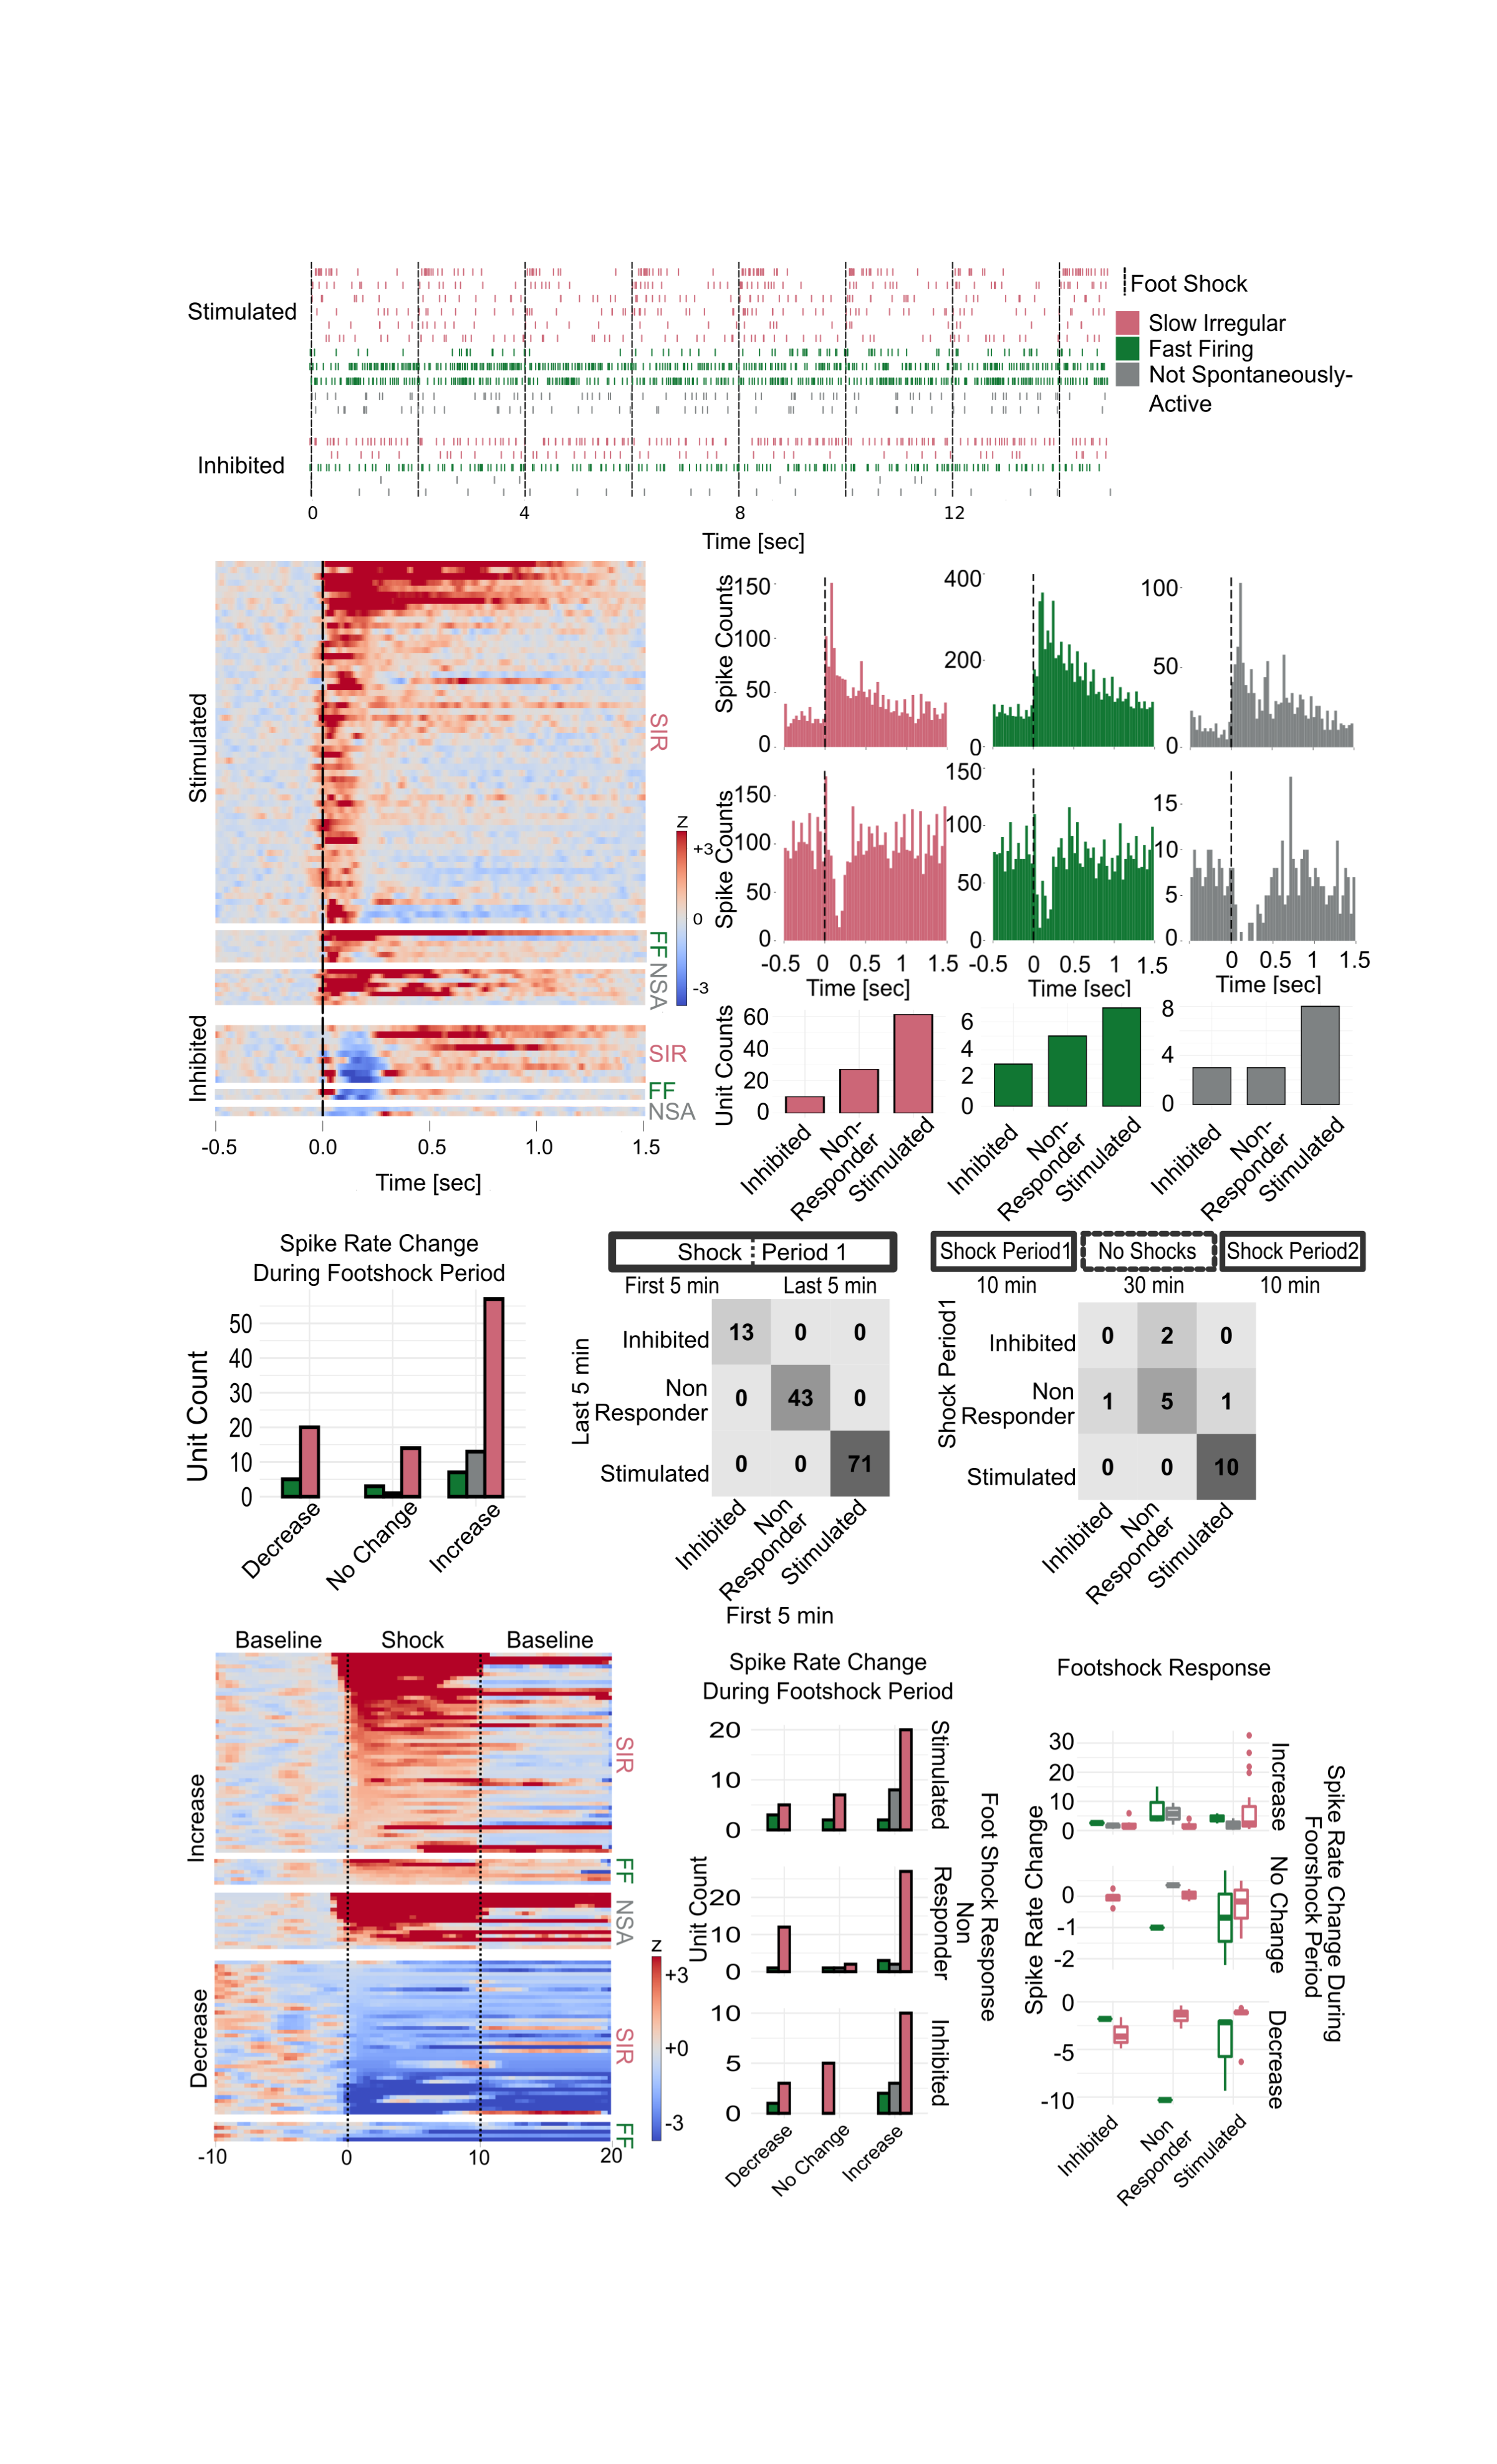 Stimulated
Inhibited
Foot Shock
Slow Irregular
Fast Firing
Not Spontaneously-
Active
0 4 8 12
Time [sec]
Stimulated
Inhibited
SIR
FF
NSA
SIR
FF
NSA
Z
+3
0
-3
-0.5 0.0 0.5 1.0 1.5
Time [sec]
Spike Counts
150
100
50
0
400
200
0
100
50
0
Spike Counts
150
100
50
0
150
100
50
0
15
10
5
0
-0.5 0 0.5 1 1.5
Time [sec]
-0.5 0 0.5 1 1.5
Time [sec]
0 0.5 1 1.5
Time [sec]
Unit Counts
60
40
20
0
6
4
2
0
8
4
0
Inhibited
Non-
Responder
Stimulated
Inhibited
Non-
Responder
Stimulated
Inhibited
Non-
Responder
Stimulated
Spike Rate Change
During Footshock Period
Unit Count
50
40
30
20
10
0
Decrease
No Change
Increase
Shock Period 1
First 5 min Last 5 min
Last 5 min
Inhibited 13 0 0
Non
Responder 0 43 0
Stimulated 0 0 71
Inhibited
Non
Responder
Stimulated
First 5 min
Shock Period1 No Shocks Shock Period2
10 min 30 min 10 min
Shock Period1
Inhibited 0 2 0
Non
Responder 1 5 1
Stimulated 0 0 10
Inhibited
Non
Responder
Stimulated
Baseline Shock Baseline
Increase
Decrease
SIR
FF
NSA
SIR
FF
Z
+3
+0
-3
-10 0 10 20
Spike Rate Change
During Footshock Period
Unit Count
20
10
0
Stimulated
20
10
0
Non
Responder
10
5
0
Inhibited
Foot Shock Response
Decrease
No Change
Increase
Footshock Response
Spike Rate Change
30
20
10
0
Increase
0
-1
-2
No Change
0
-5
-10
Decrease
Spike Rate Change During
Foorshock Period
Inhibited
Non
Responder
Stimulated